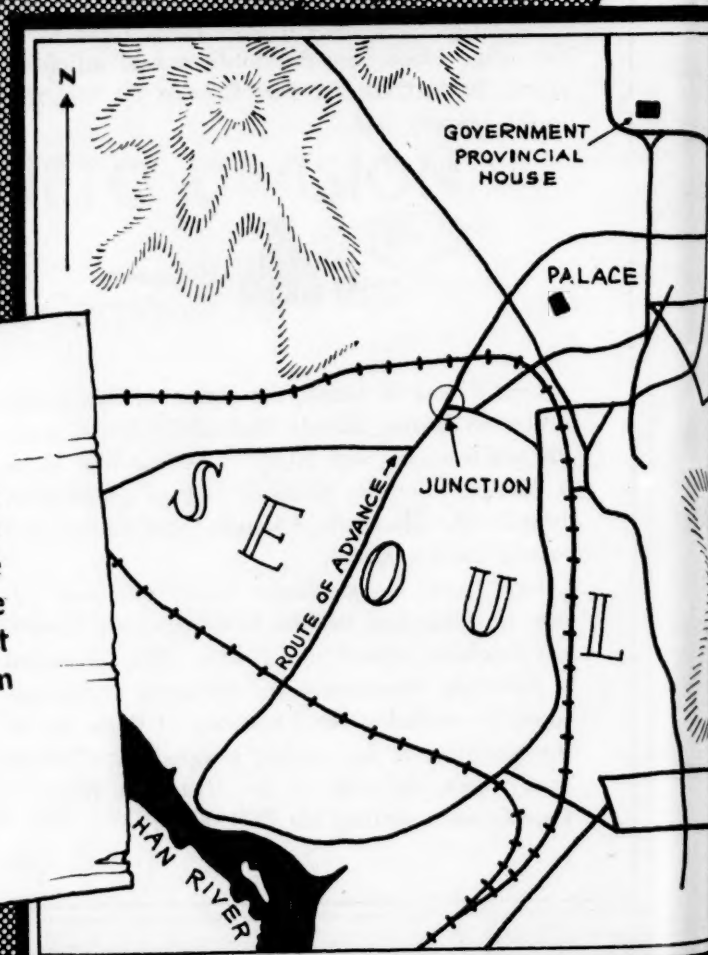 N
GOVERNMENT
PROVINCIAL
HOUSE
PALACE
JUNCTION
ROUTE OF ADVANCE
SEOUL
HAN RIVER